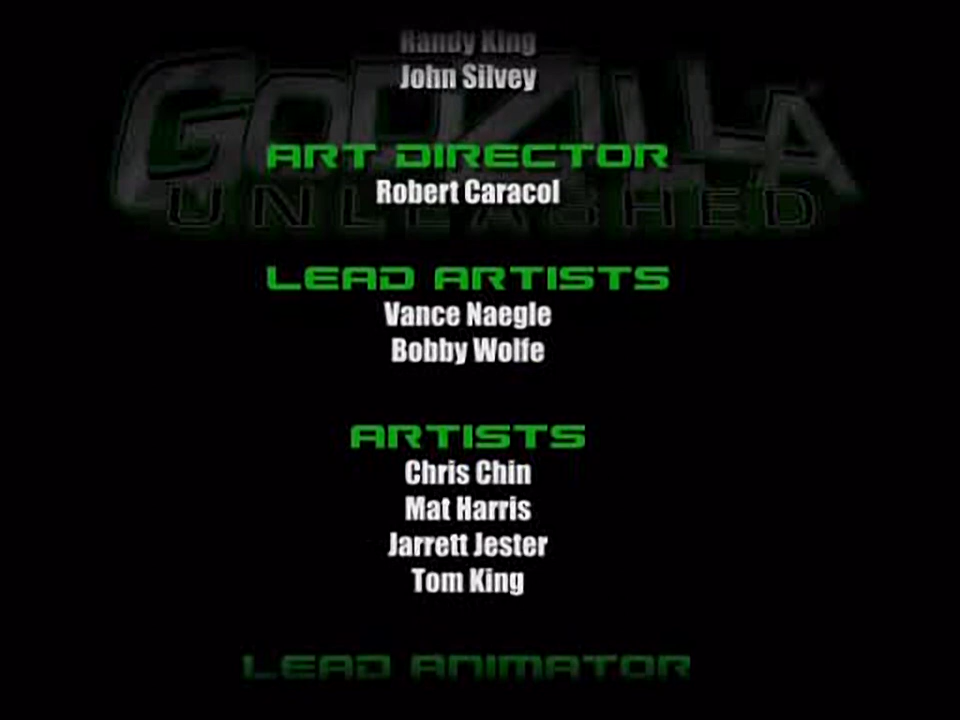 GODZILLA
UNLEASHED
Randy King
John Silvey
ART DIRECTOR
Robert Caracol
LEAD ARTISTS
Vance Naegle
Bobby Wolfe
ARTISTS
Chris Chin
Mat Harris
Jarrett Jester
Tom King
LEAD ANIMATOR